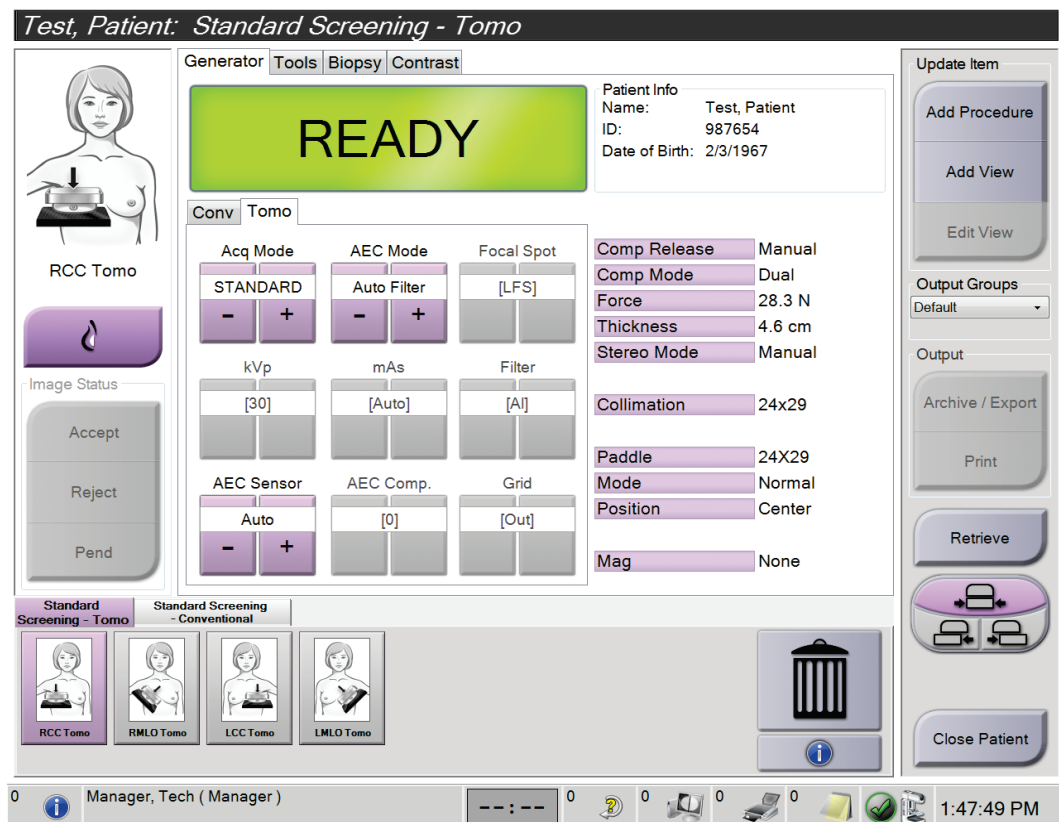 Test, Patient: Standard Screening - Tomo
Generator Tools Biopsy Contrast
READY
Patient Info
Name: Test, Patient
ID: 987654
Date of Birth: 2/3/1967
RCC Tomo
Image Status
Accept
Reject
Pend
Conv Tomo
Acq Mode AEC Mode Focal Spot
STANDARD Auto Filter [LFS]
- + - +
kVp mAs Filter
[30] [Auto] [Al]
AEC Sensor AEC Comp. Grid
Auto [0] [Out]
- +
Comp Release Manual
Comp Mode Dual
Force 28.3 N
Thickness 4.6 cm
Stereo Mode Manual
Collimation 24x29
Paddle 24X29
Mode Normal
Position Center
Mag None
Update Item
Add Procedure
Add View
Edit View
Output Groups
Default
Output
Archive / Export
Print
Retrieve
Close Patient
Standard
Screening - Tomo
Standard Screening
- Conventional
RCC Tomo RMLO Tomo LCC Tomo LMLO Tomo
0 Manager, Tech ( Manager ) --:-- 0 0 0 0 1:47:49 PM